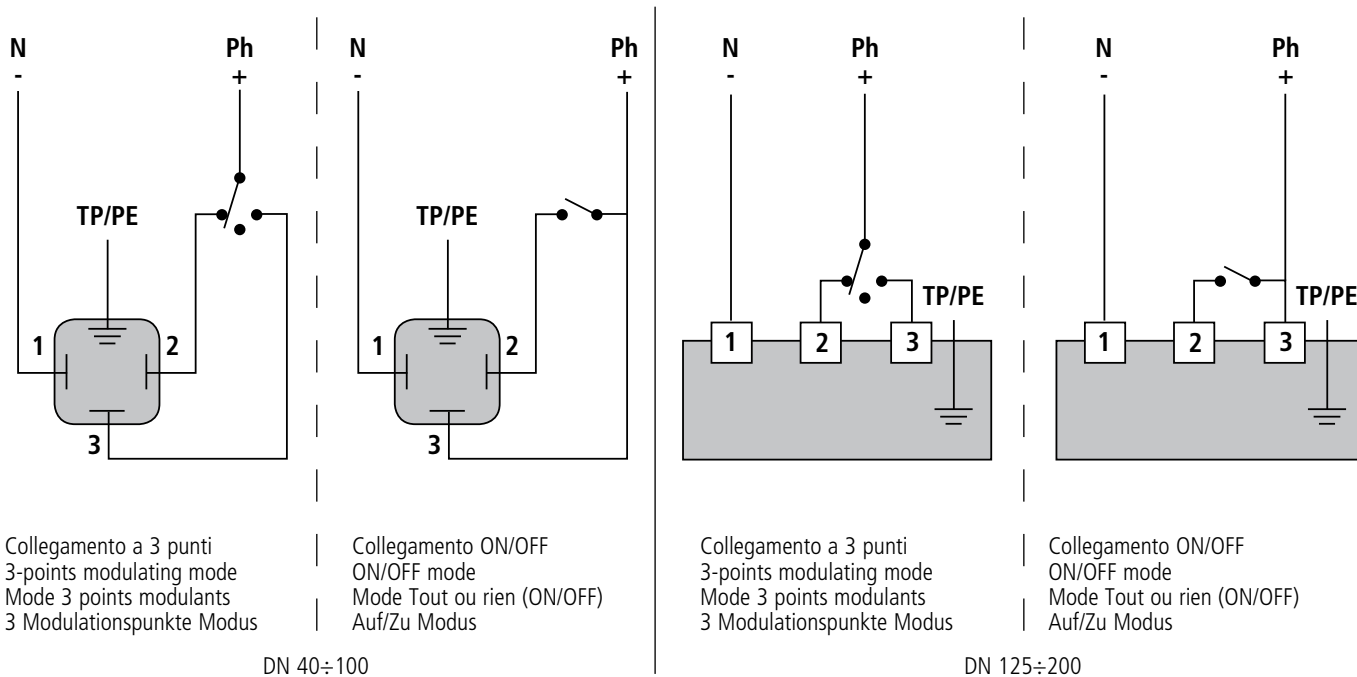 N Ph N Ph N Ph N Ph
- + - + - + - +
TP/PE TP/PE
TP/PE TP/PE
1 2 1 2 1 2 3 1 2 3
3 3
Collegamento a 3 punti
3-points modulating mode
Mode 3 points modulants
3 Modulationspunkte Modus
Collegamento ON/OFF
ON/OFF mode
Mode Tout ou rien (ON/OFF)
Auf/Zu Modus
DN 40÷100
Collegamento a 3 punti
3-points modulating mode
Mode 3 points modulants
3 Modulationspunkte Modus
Collegamento ON/OFF
ON/OFF mode
Mode Tout ou rien (ON/OFF)
Auf/Zu Modus
DN 125÷200